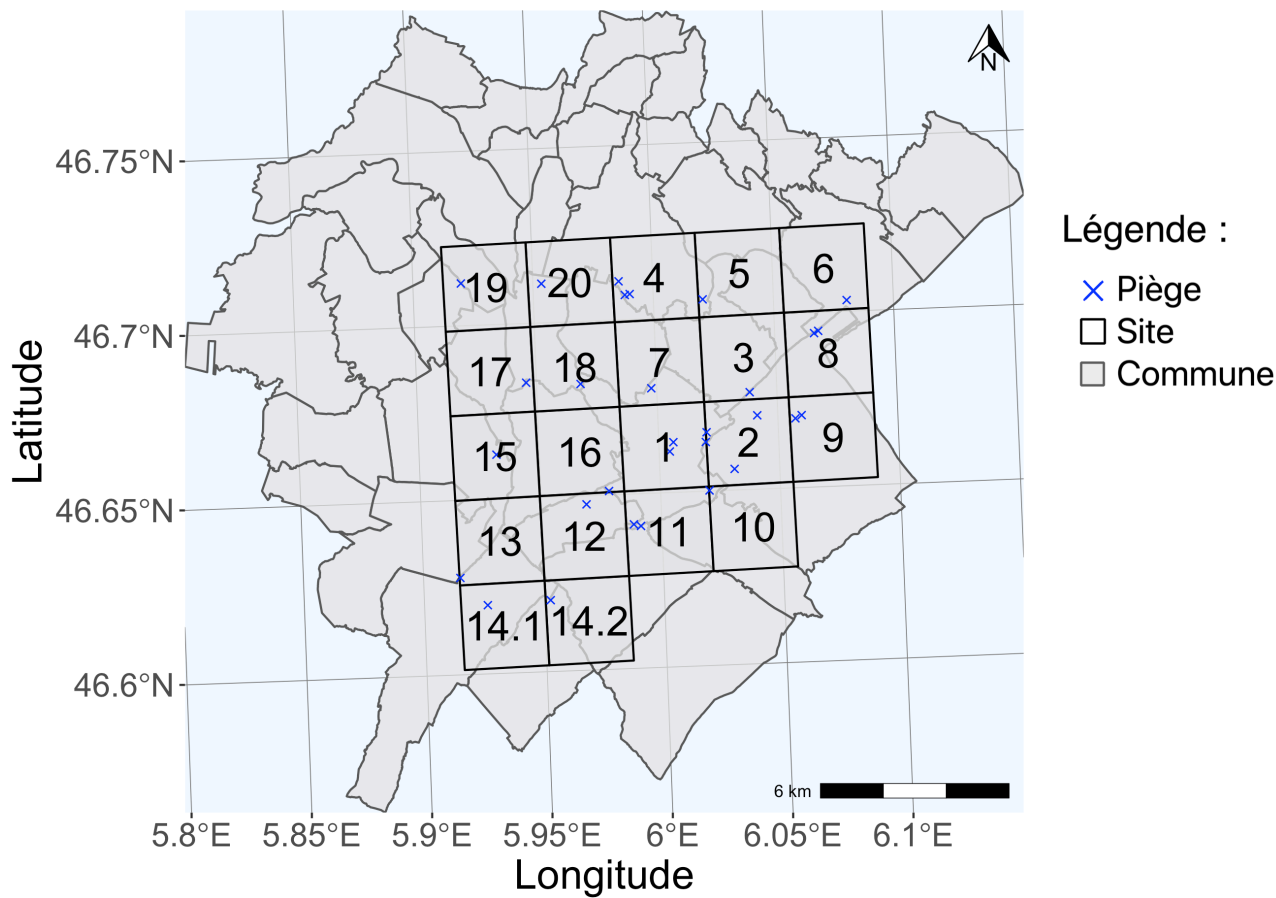 N
46.75°N
46.7°N
46.65°N
46.6°N
Latitude
19 20 4 5 6
17 18 7 3 8
15 16 1 2 9
13 12 11 10
14.1 14.2
6 km
5.8°E 5.85°E 5.9°E 5.95°E 6°E 6.05°E 6.1°E
Longitude
Légende :
Piège
Site
Commune